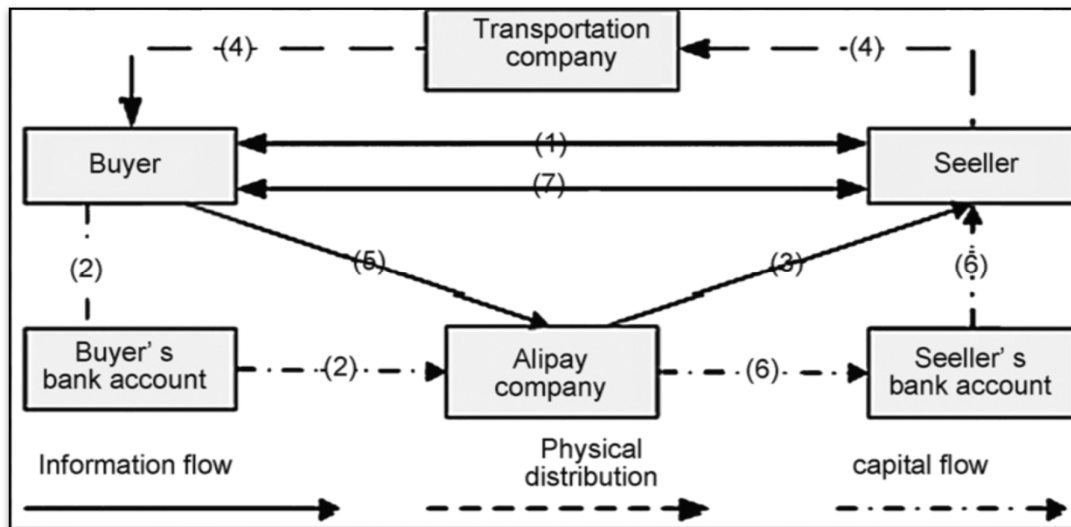 Transportation
company
(4)
(4)
Buyer
(1)
(7)
Seeller
(2)
(5)
(3)
(6)
Buyer' s
bank account
(2)
Alipay
company
(6)
Seeller' s
bank account
Information flow
Physical
distribution
capital flow